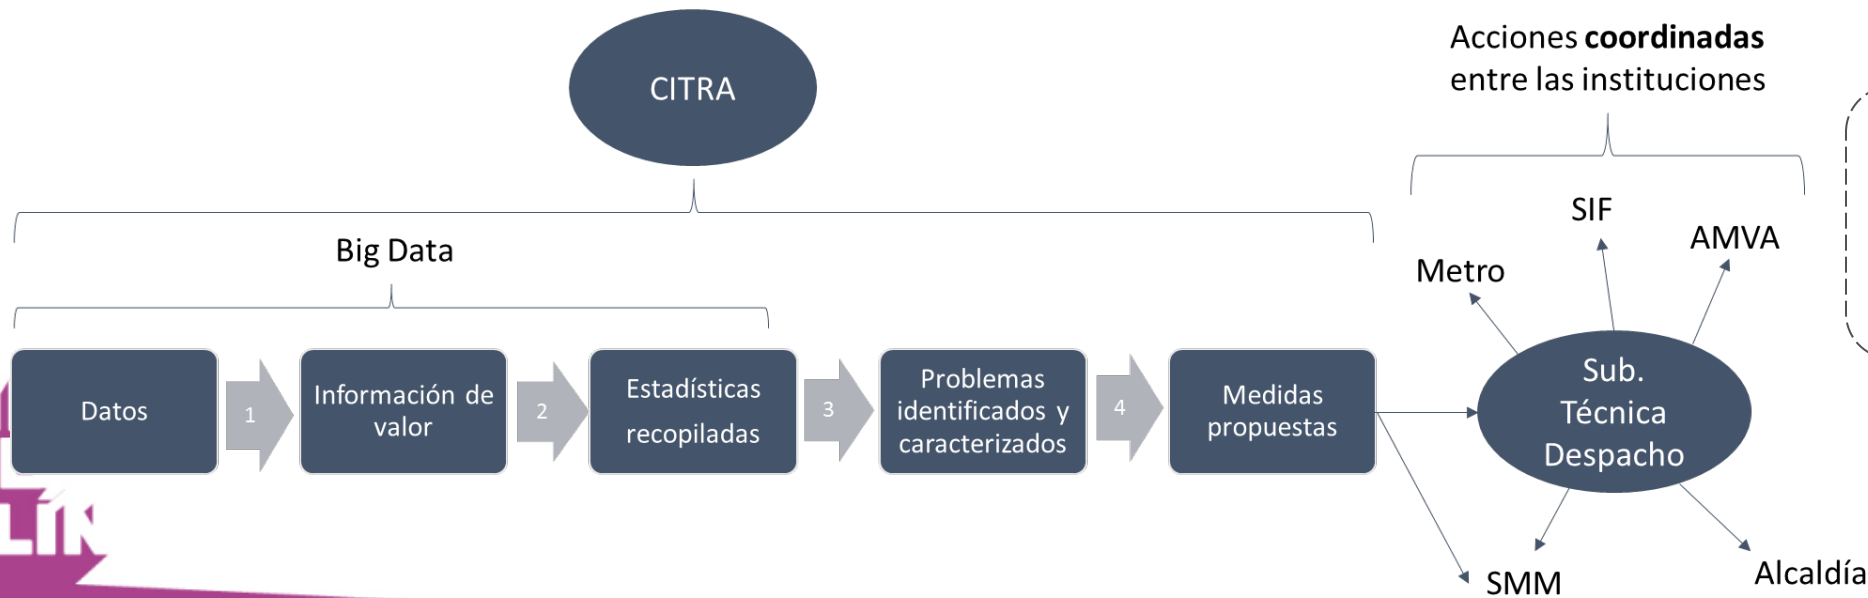 CITRA
Acciones coordinadas
entre las instituciones
Big Data
SIF
AMVA
Metro
Datos
1
Información de
valor
2
Estadísticas
recopiladas
3
Problemas
identificados y
caracterizados
4
Medidas
propuestas
Sub.
Técnica
Despacho
SMM
Alcaldía